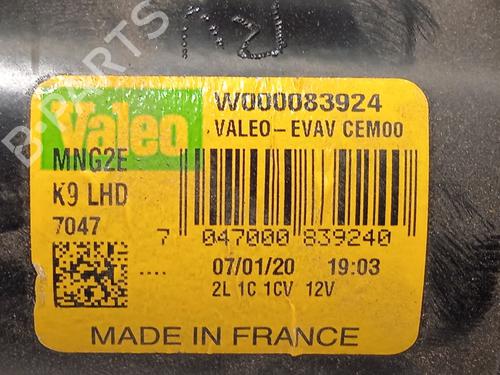 B-PARTS
Valeo
W000083924
VALEO-EVAV CEM00
MNG2E
K9 LHD
7047
7 047000 839240
....
07/01/20 19:03
2L 1C 1CV 12V
MADE IN FRANCE